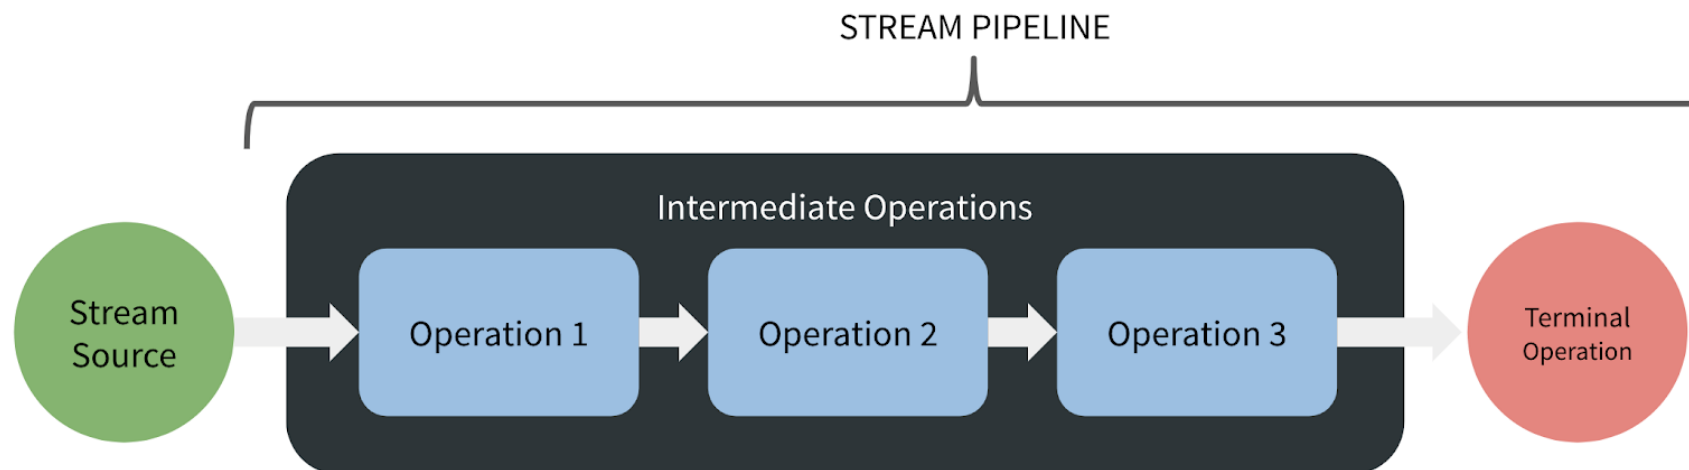 STREAM PIPELINE
Intermediate Operations
Stream
Source
Operation 1
Operation 2
Operation 3
Terminal
Operation